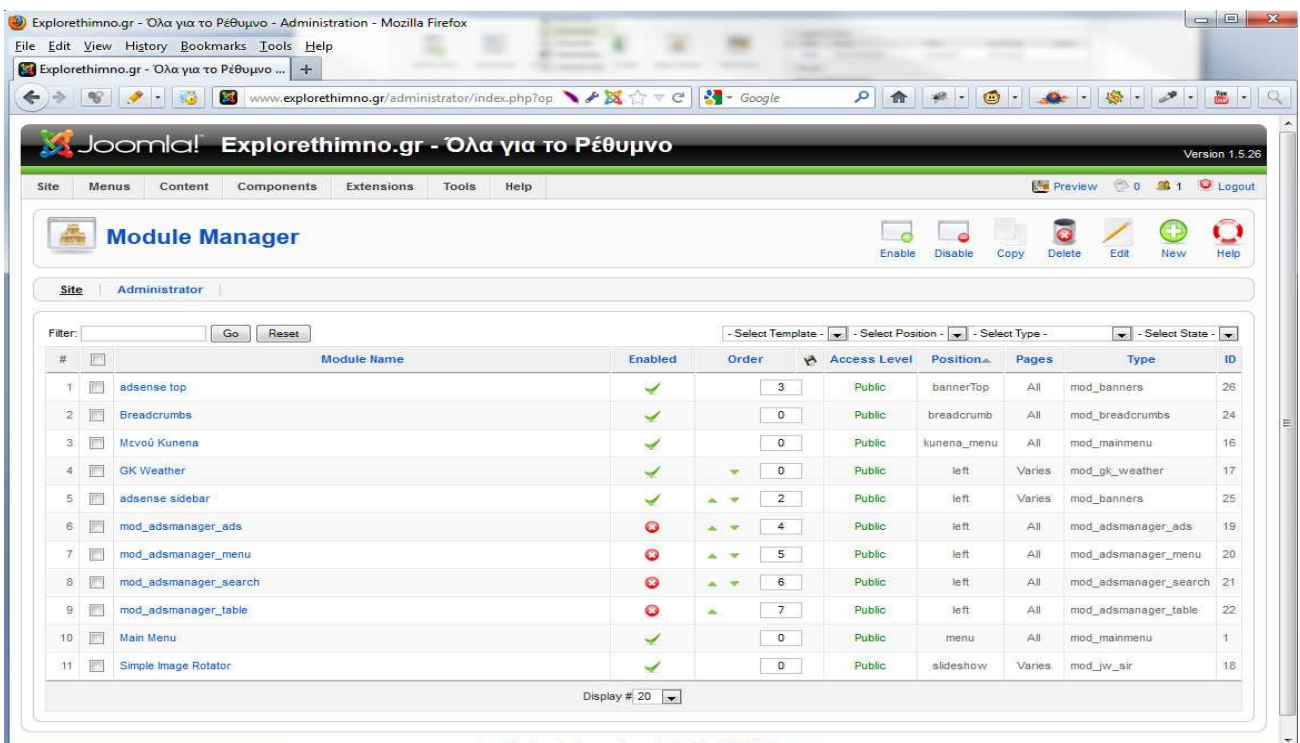 Explorethimno.gr - Όλα για το Ρέθυμνο - Administration - Mozilla Firefox
File Edit View History Bookmarks Tools Help
Explorethimno.gr - Όλα για το Ρέθυμνο ... +
www.explorethimno.gr/administrator/index.php?op Google
Joomla! Explorethimno.gr - Όλα για το Ρέθυμνο
Version 1.5.26
Site Menus Content Components Extensions Tools Help Preview 0 1 Logout
Module Manager
Enable Disable Copy Delete Edit New Help
Site Administrator
Filter: Go Reset - Select Template - - Select Position - - Select Type - - Select State -
# Module Name Enabled Order Access Level Position Pages Type ID
1 adsense top 3 Public bannerTop All mod_banners 26
2 Breadcrumbs 0 Public breadcrumb All mod_breadcrumbs 24
3 Μενού Kunena 0 Public kunena_menu All mod_mainmenu 16
4 GK Weather 0 Public left Varies mod_gk_weather 17
5 adsense sidebar 2 Public left Varies mod_banners 25
6 mod_adsmanager_ads 4 Public left All mod_adsmanager_ads 19
7 mod_adsmanager_menu 5 Public left All mod_adsmanager_menu 20
8 mod_adsmanager_search 6 Public left All mod_adsmanager_search 21
9 mod_adsmanager_table 7 Public left All mod_adsmanager_table 22
10 Main Menu 0 Public menu All mod_mainmenu 1
11 Simple Image Rotator 0 Public slideshow Varies mod_jw_sir 18
Display # 20